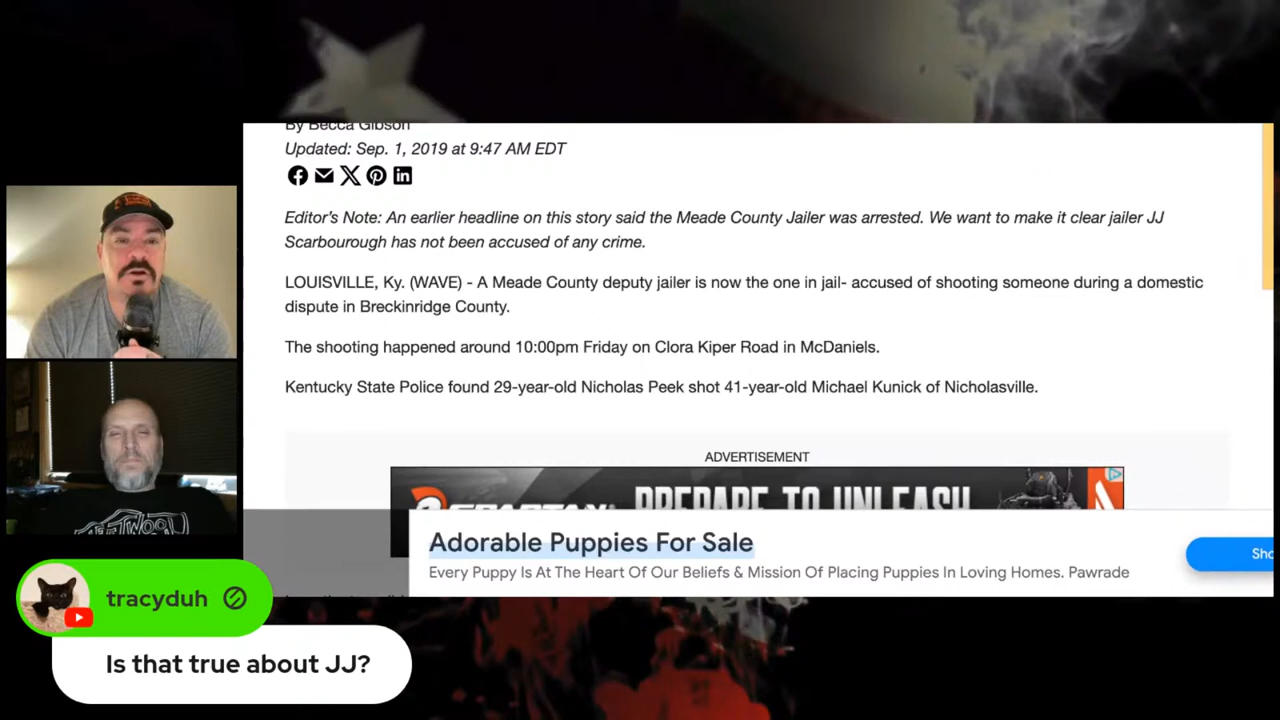 By Becca Gibson
Updated: Sep. 1, 2019 at 9:47 AM EDT
Editor's Note: An earlier headline on this story said the Meade County Jailer was arrested. We want to make it clear jailer JJ
Scarbourough has not been accused of any crime.
LOUISVILLE, Ky. (WAVE) - A Meade County deputy jailer is now the one in jail- accused of shooting someone during a domestic
dispute in Breckinridge County.
The shooting happened around 10:00pm Friday on Clora Kiper Road in McDaniels.
Kentucky State Police found 29-year-old Nicholas Peek shot 41-year-old Michael Kunick of Nicholasville.
ADVERTISEMENT
PREPARE TO UNLEASH
Adorable Puppies For Sale
Every Puppy Is At The Heart Of Our Beliefs & Mission Of Placing Puppies In Loving Homes. Pawrade
tracyduh
Is that true about JJ?